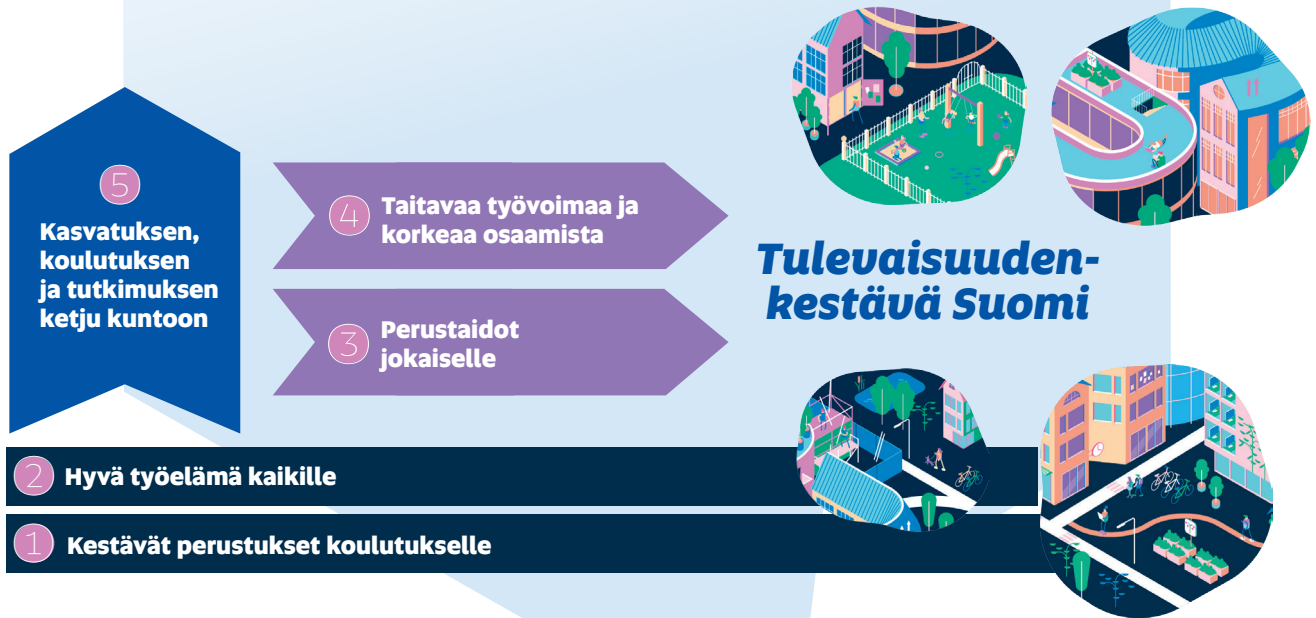 5
Kasvatuksen,
koulutuksen
ja tutkimuksen
ketju kuntoon
4
Taitavaa työvoimaa ja
korkeaa osaamista
3
Perustaidot
jokaiselle
Tulevaisuuden-
kestävä Suomi
2 Hyvä työelämä kaikille
1 Kestävät perustukset koulutukselle